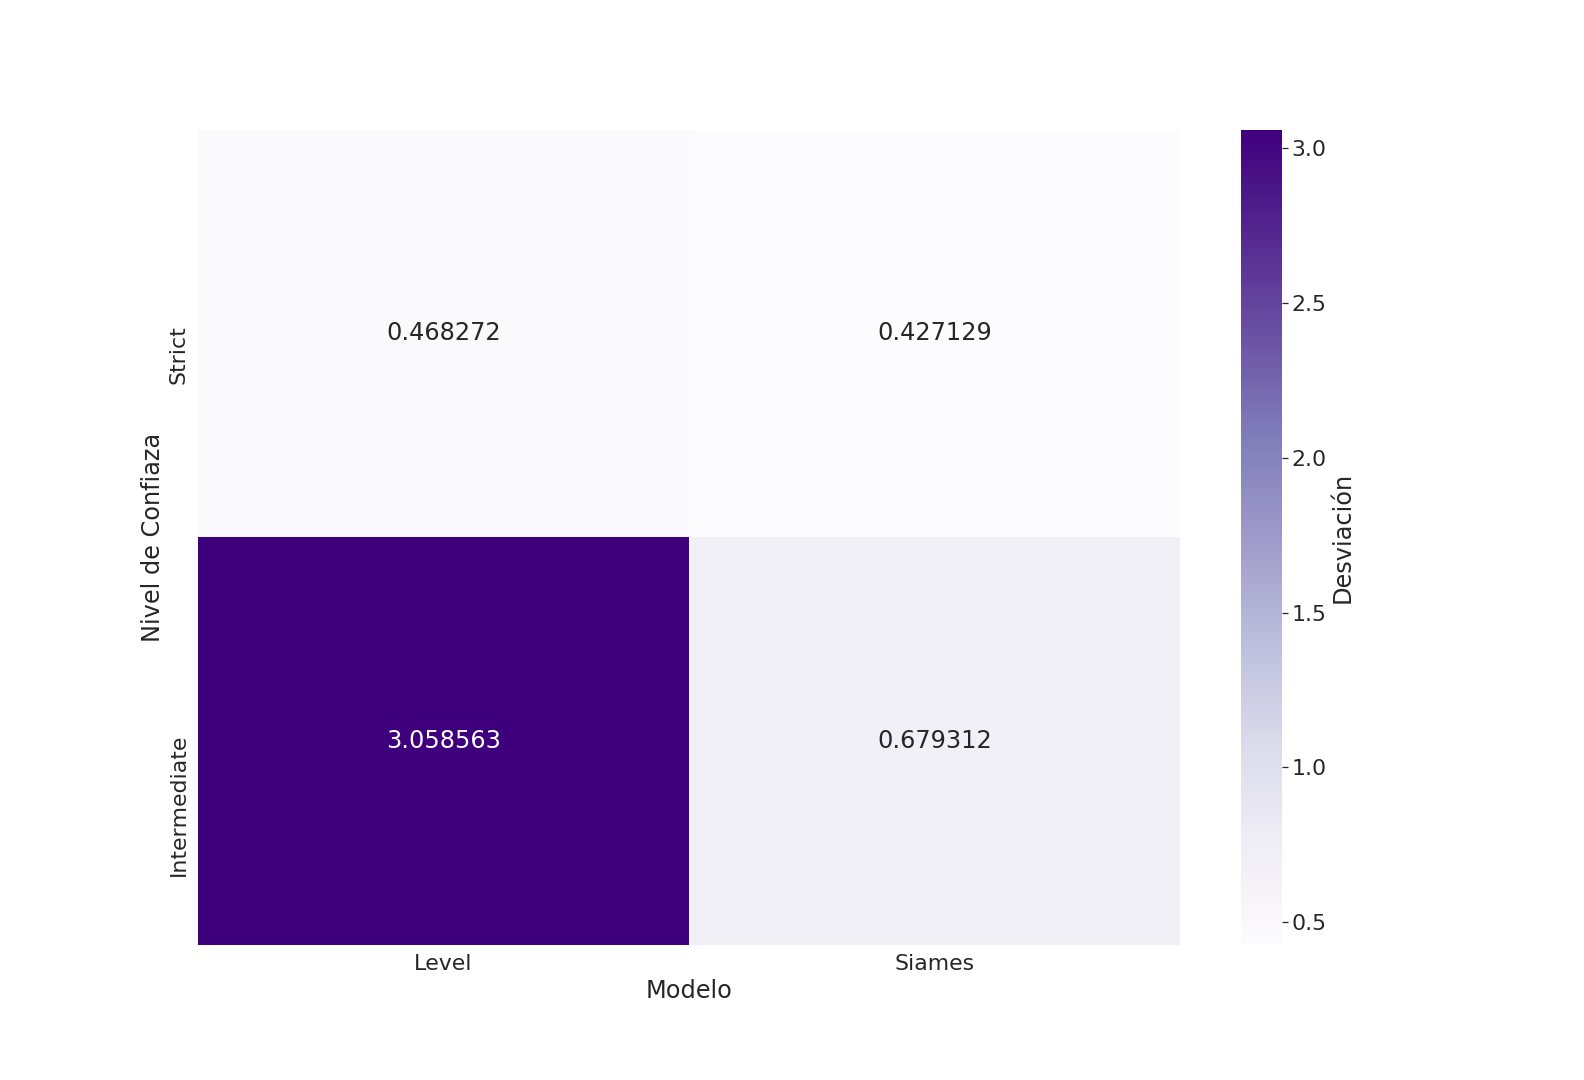 Nivel de Confiaza
Strict
Intermediate
0.468272
0.427129
3.058563
0.679312
Level
Siames
Modelo
3.0
2.5
2.0
1.5
1.0
0.5
Desviación